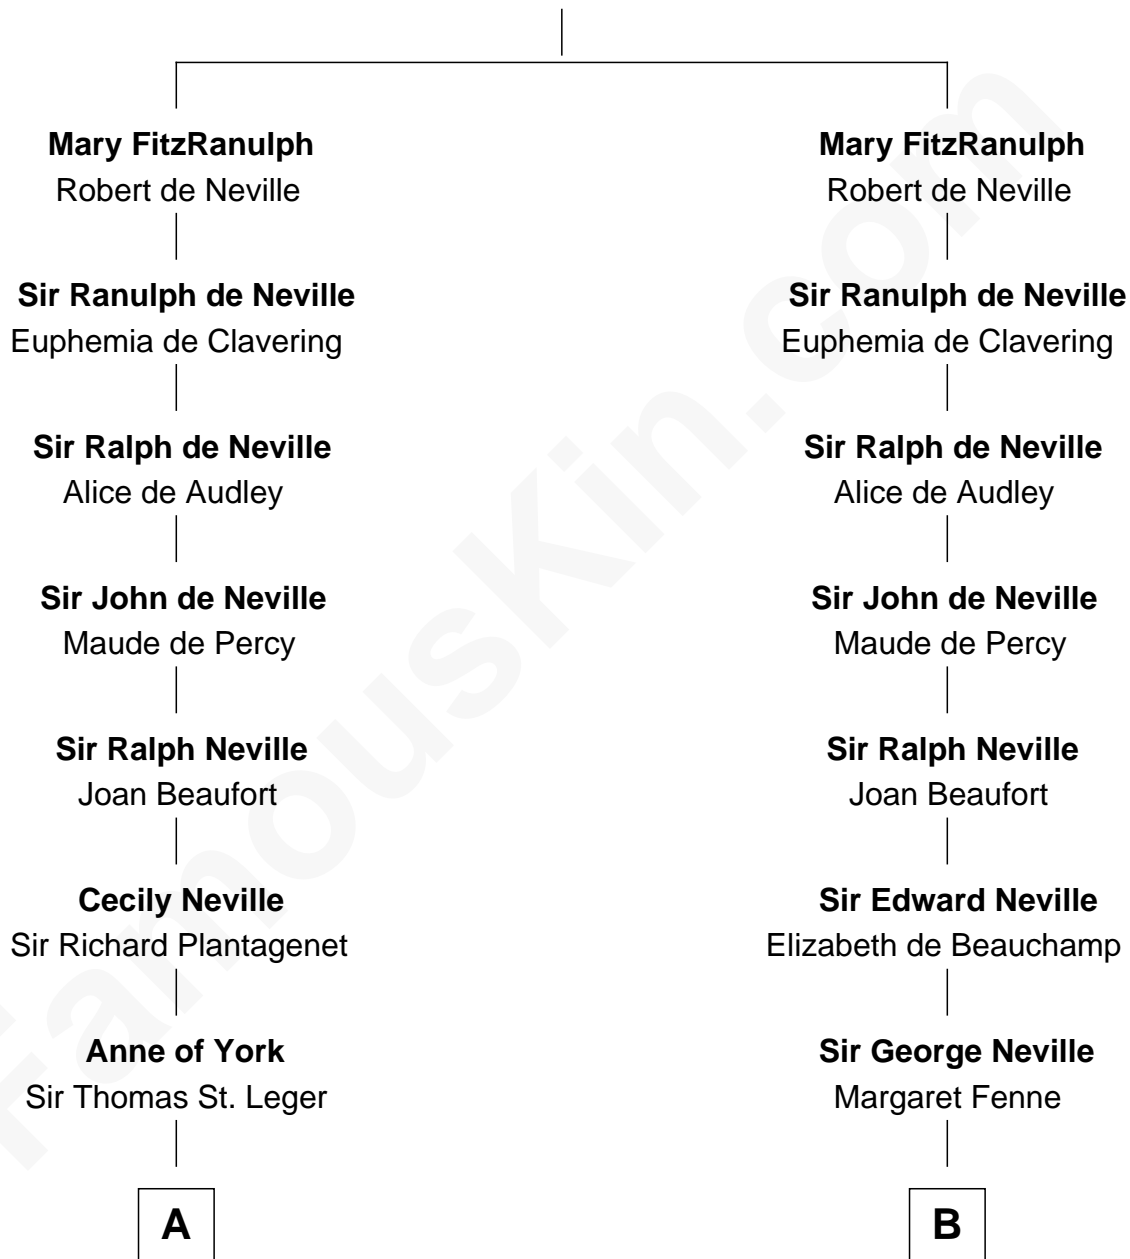 Mary FitzRanulph
Robert de Neville
Sir Ranulph de Neville
Euphemia de Clavering
Sir Ralph de Neville
Alice de Audley
Sir John de Neville
Maude de Percy
Sir Ralph Neville
Joan Beaufort
Cecily Neville
Sir Richard Plantagenet
Anne of York
Sir Thomas St. Leger
A
Mary FitzRanulph
Robert de Neville
Sir Ranulph de Neville
Euphemia de Clavering
Sir Ralph de Neville
Alice de Audley
Sir John de Neville
Maude de Percy
Sir Ralph Neville
Joan Beaufort
Sir Edward Neville
Elizabeth de Beauchamp
Sir George Neville
Margaret Fenne
B
FamousKin.com